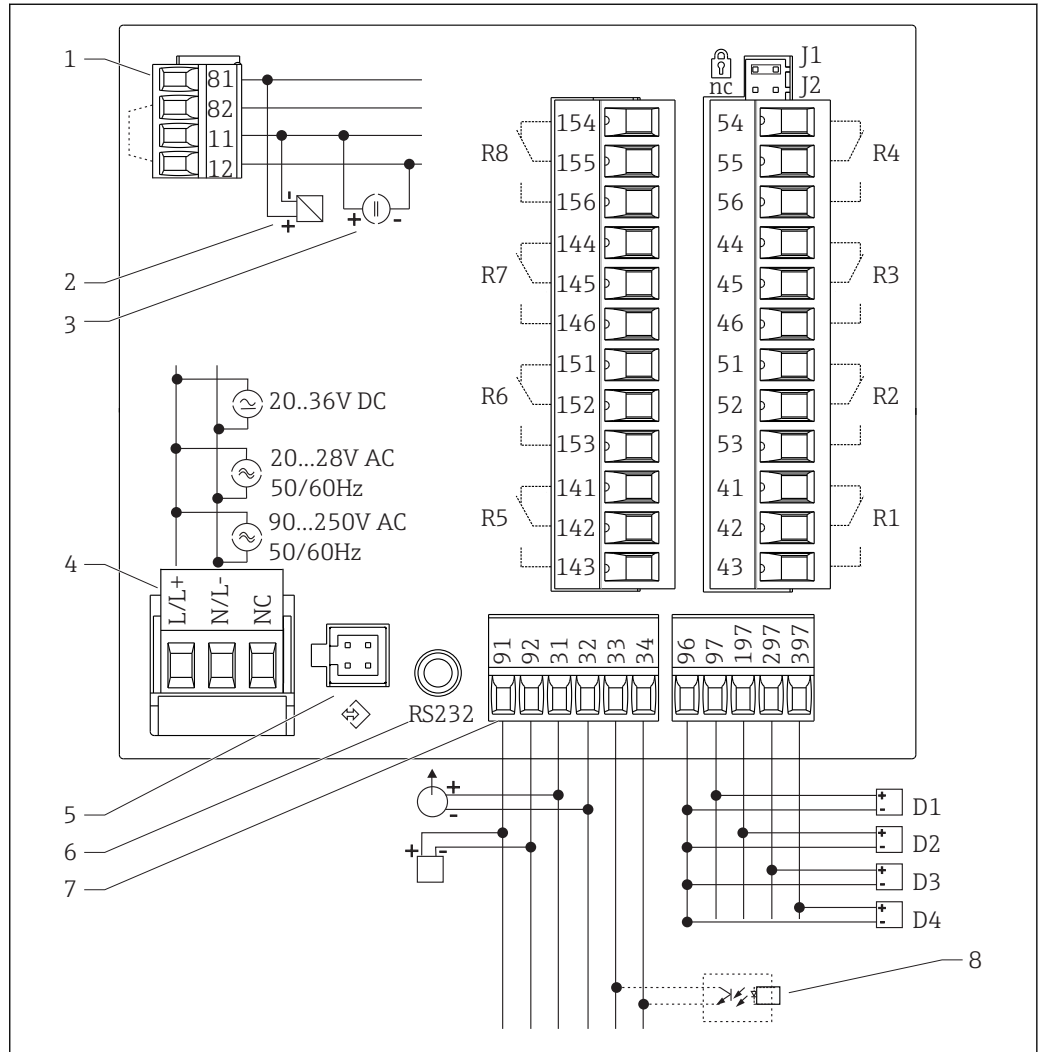 1
81
82
11
12
2
3
+
-
+
-
nc
J1
J2
R8
154
155
156
R7
144
145
146
R6
151
152
153
R5
141
142
143
54
55
56
R4
44
45
46
R3
51
52
53
R2
41
42
43
R1
20..36V DC
20...28V AC
50/60Hz
90...250V AC
50/60Hz
4
L/L+
N/L-
NC
5
6
7
RS232
91
92
31
32
33
34
96
97
197
297
397
+
-
+
-
+
-
D1
+
-
D2
+
-
D3
+
-
D4
8